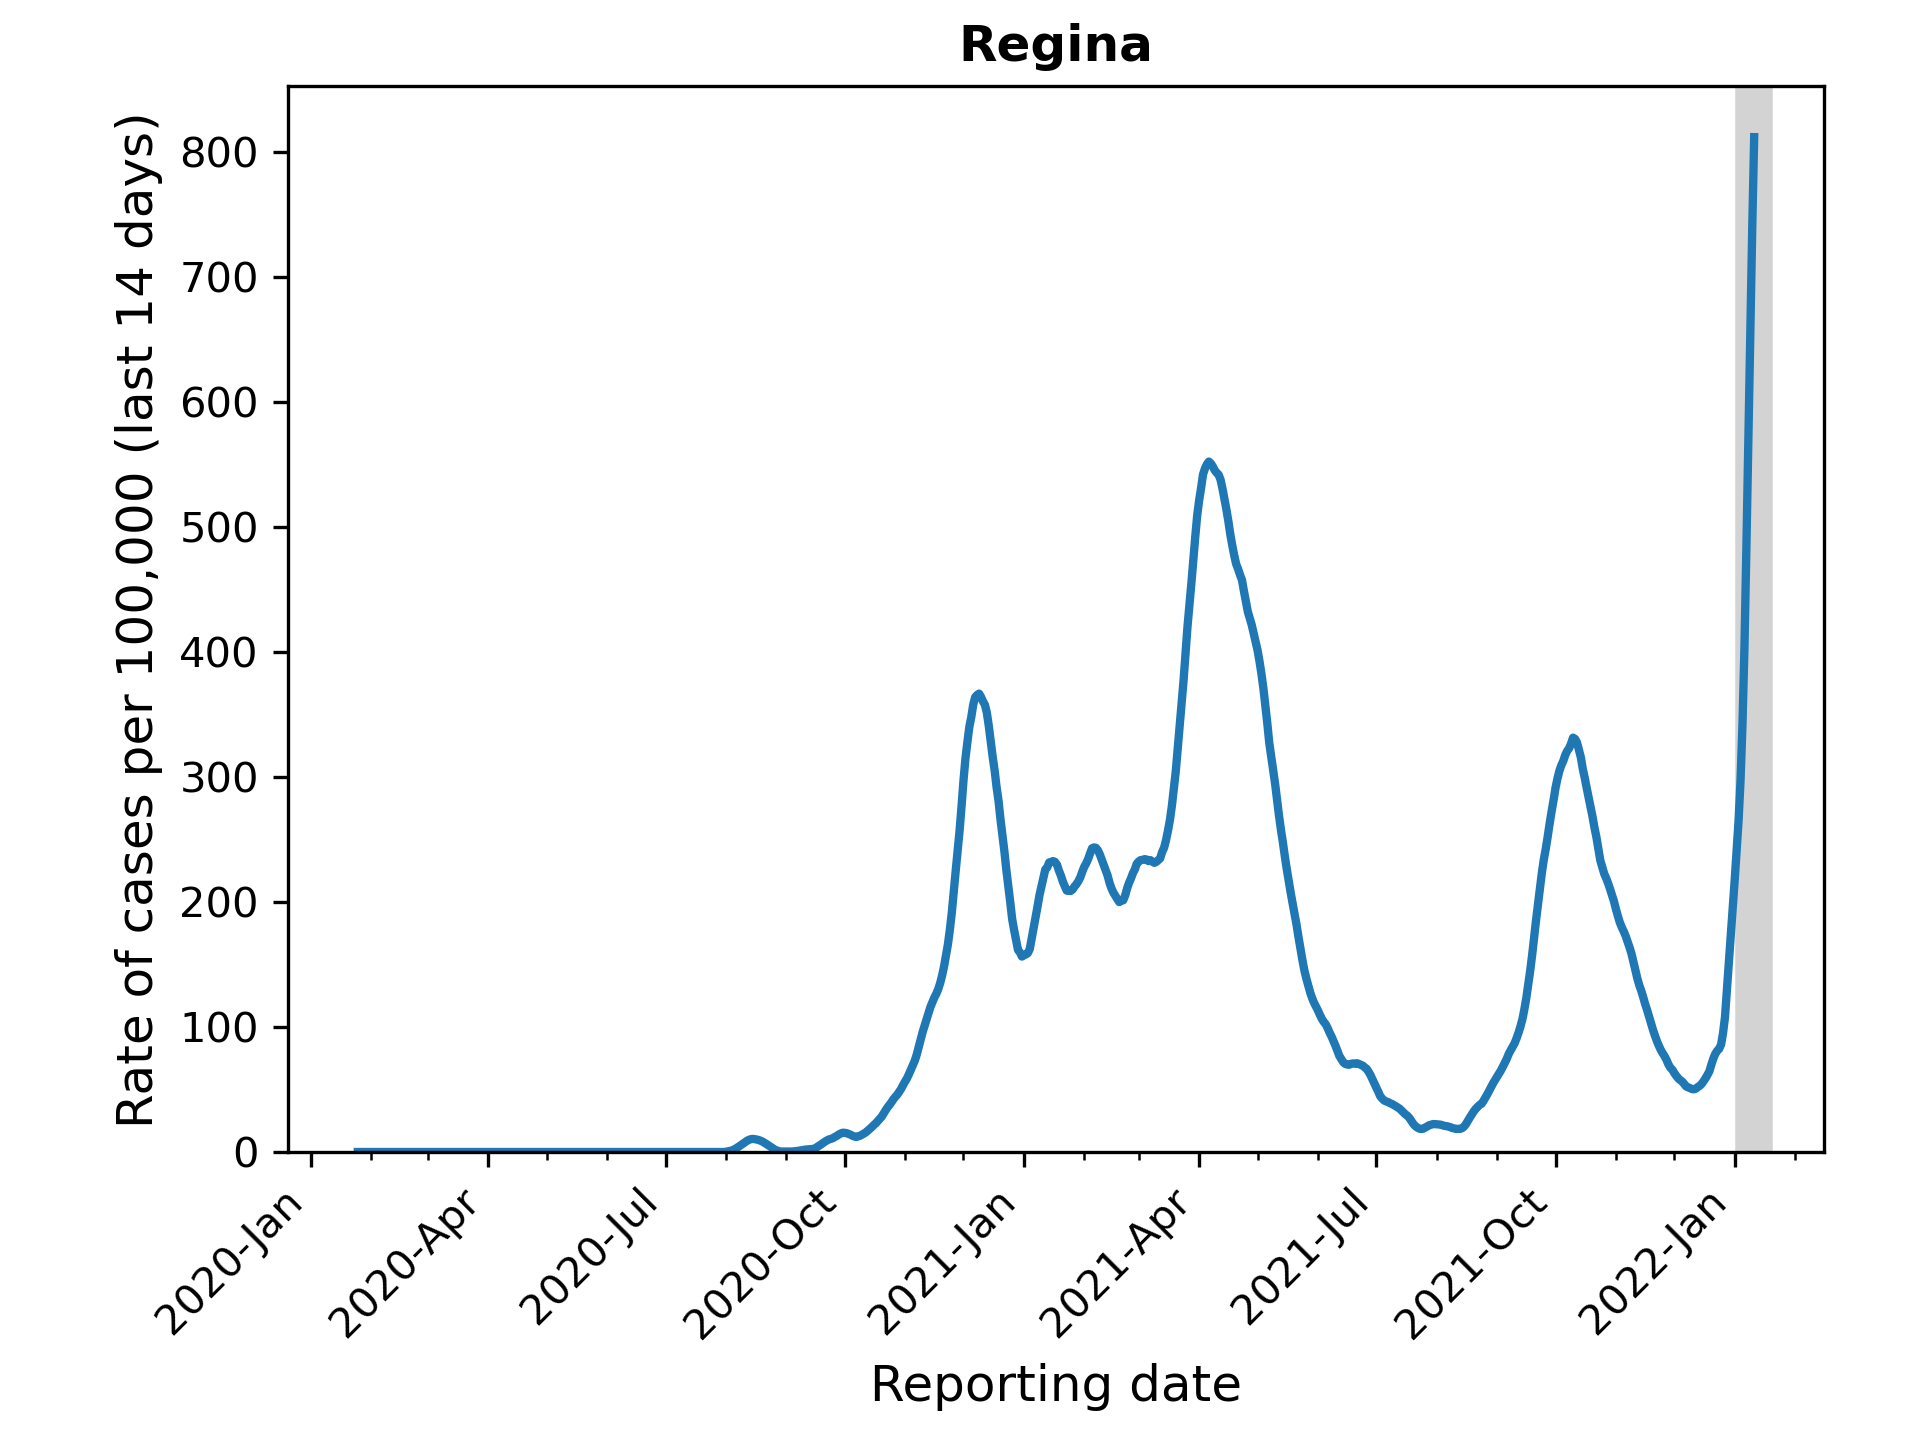 Regina
Rate of cases per 100,000 (last 14 days)
800
700
600
500
400
300
200
100
0
2020-Jan
2020-Apr
2020-Jul
2020-Oct
2021-Jan
2021-Apr
2021-Jul
2021-Oct
2022-Jan
Reporting date